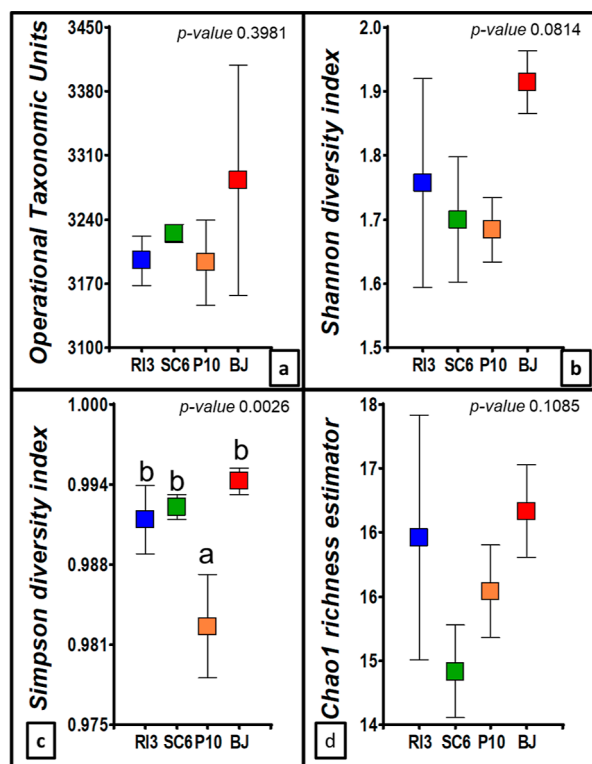 Operational Taxonomic Units
p-value 0.3981
3450
3380
3310
3240
3170
3100
RI3 SC6 P10 BJ
a
Shannon diversity index
p-value 0.0814
2.0
1.9
1.8
1.7
1.6
1.5
RI3 SC6 P10 BJ
b
Simpson diversity index
p-value 0.0026
1.000
0.994
0.988
0.981
0.975
b b a b
RI3 SC6 P10 BJ
c
Chao1 richness estimator
p-value 0.1085
18
17
16
16
15
14
RI3 SC6 P10 BJ
d